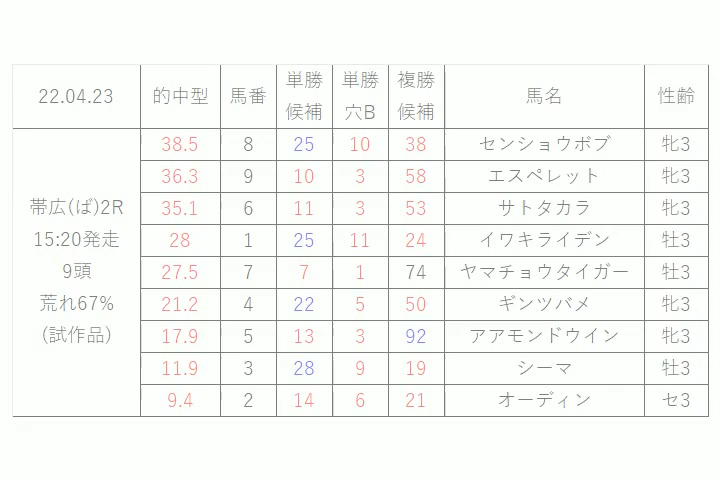 22.04.23 的中型 馬番 単勝候補 単勝穴B 複勝候補 馬名 性齢
帯広(ば)2R
15:20発走
9頭
荒れ67%
(試作品)
38.5 8 25 10 38 センショウボブ 牝3
36.3 9 10 3 58 エスペレット 牝3
35.1 6 11 3 53 サトタカラ 牝3
28 1 25 11 24 イワキライデン 牡3
27.5 7 7 1 74 ヤマチョウタイガー 牡3
21.2 4 22 5 50 ギンツバメ 牝3
17.9 5 13 3 92 アアモンドウイン 牝3
11.9 3 28 9 19 シーマ 牡3
9.4 2 14 6 21 オーディン セ3